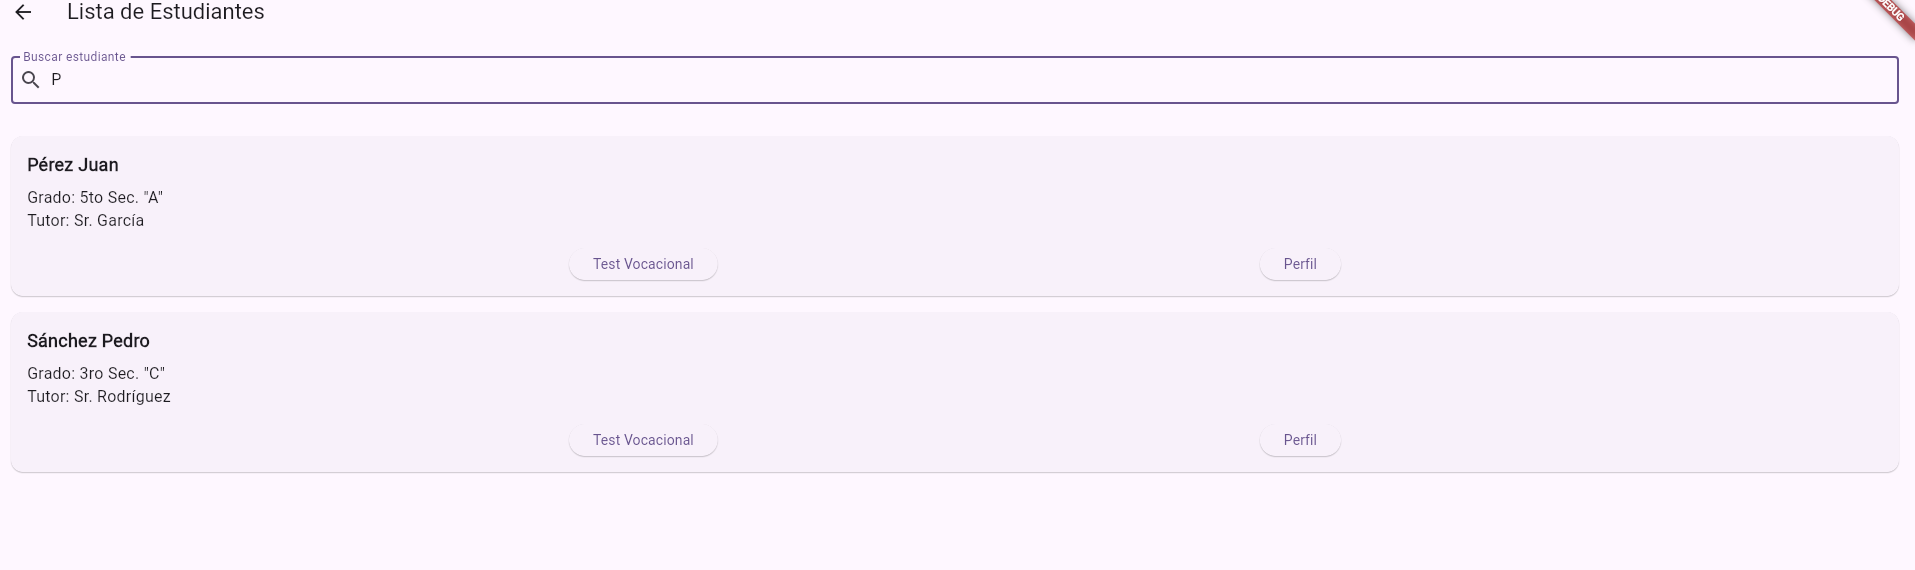 Lista de Estudiantes
DEBUG
Buscar estudiante
P
Pérez Juan
Grado: 5to Sec. "A"
Tutor: Sr. García
Test Vocacional
Perfil
Sánchez Pedro
Grado: 3ro Sec. "C"
Tutor: Sr. Rodríguez
Test Vocacional
Perfil